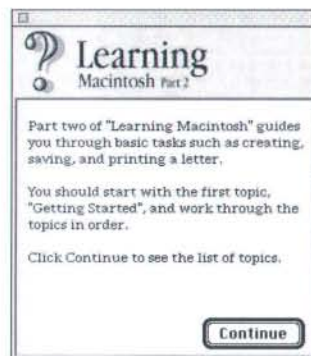 ?
Learning
Macintosh Part 2
Part two of "Learning Macintosh" guides
you through basic tasks such as creating,
saving, and printing a letter.
You should start with the first topic,
"Getting Started", and work through the
topics in order.
Click Continue to see the list of topics.
Continue